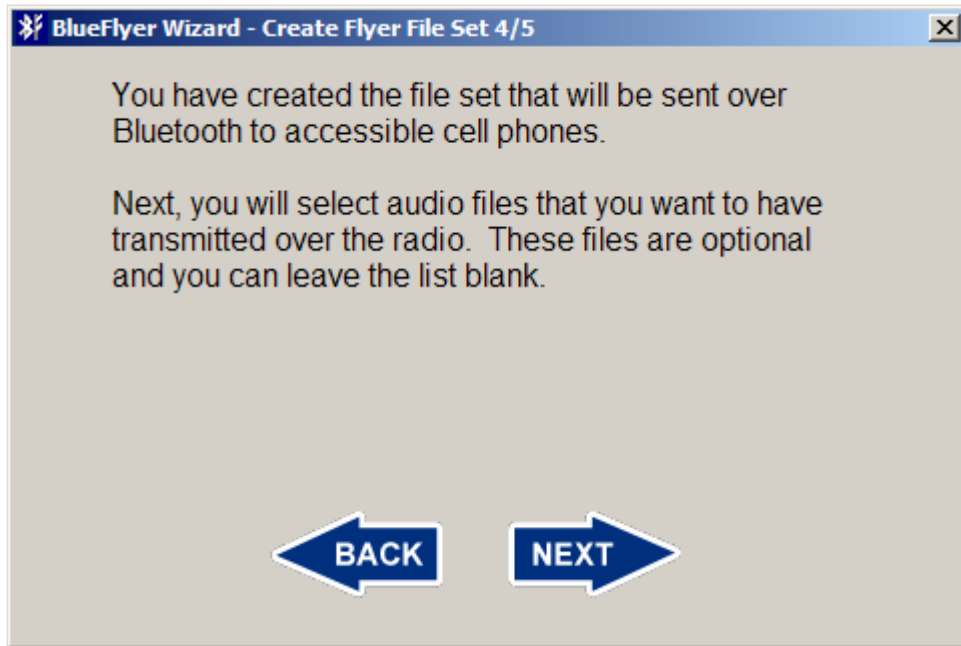 BlueFlyer Wizard - Create Flyer File Set 4/5
You have created the file set that will be sent over
Bluetooth to accessible cell phones.
Next, you will select audio files that you want to have
transmitted over the radio.  These files are optional
and you can leave the list blank.
BACK NEXT